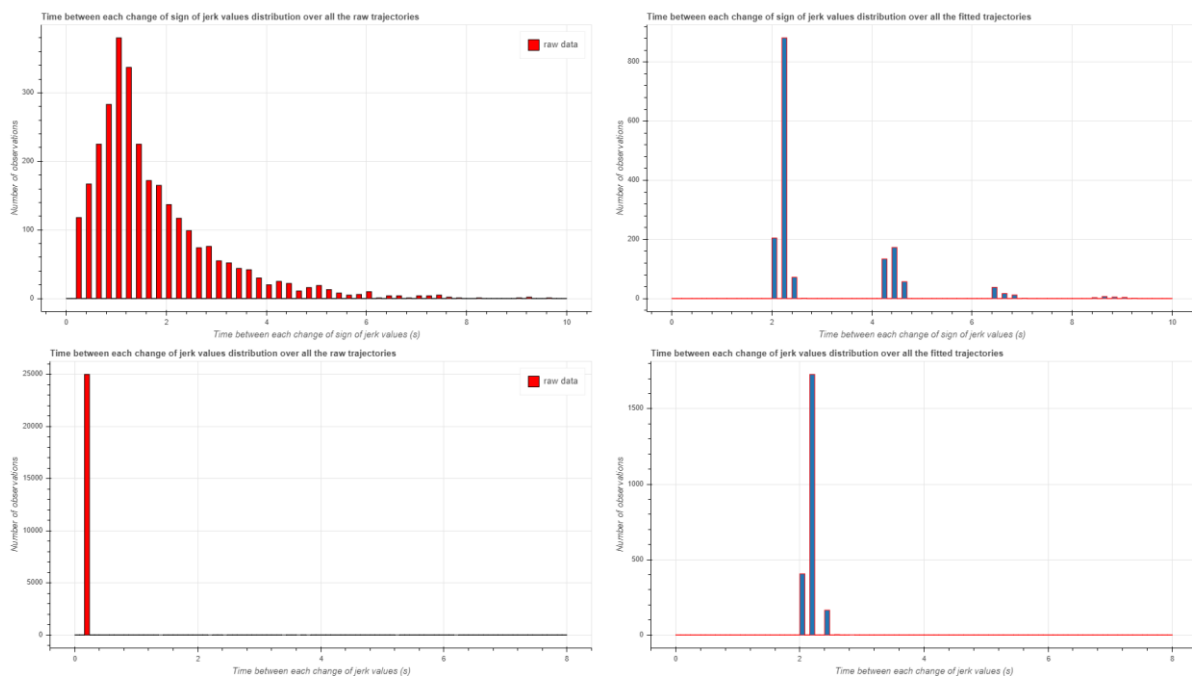 Time between each change of sign of jerk values distribution over all the raw trajectories
raw data
300
200
100
0
Number of observations
0 2 4 6 8 10
Time between each change of sign of jerk values (s)
Time between each change of sign of jerk values distribution over all the fitted trajectories
800
600
400
200
0
Number of observations
0 2 4 6 8 10
Time between each change of sign of jerk values (s)
Time between each change of jerk values distribution over all the raw trajectories
raw data
25000
20000
15000
10000
5000
0
Number of observations
0 2 4 6 8
Time between each change of jerk values (s)
Time between each change of jerk values distribution over all the fitted trajectories
1500
1000
500
0
Number of observations
0 2 4 6 8
Time between each change of jerk values (s)